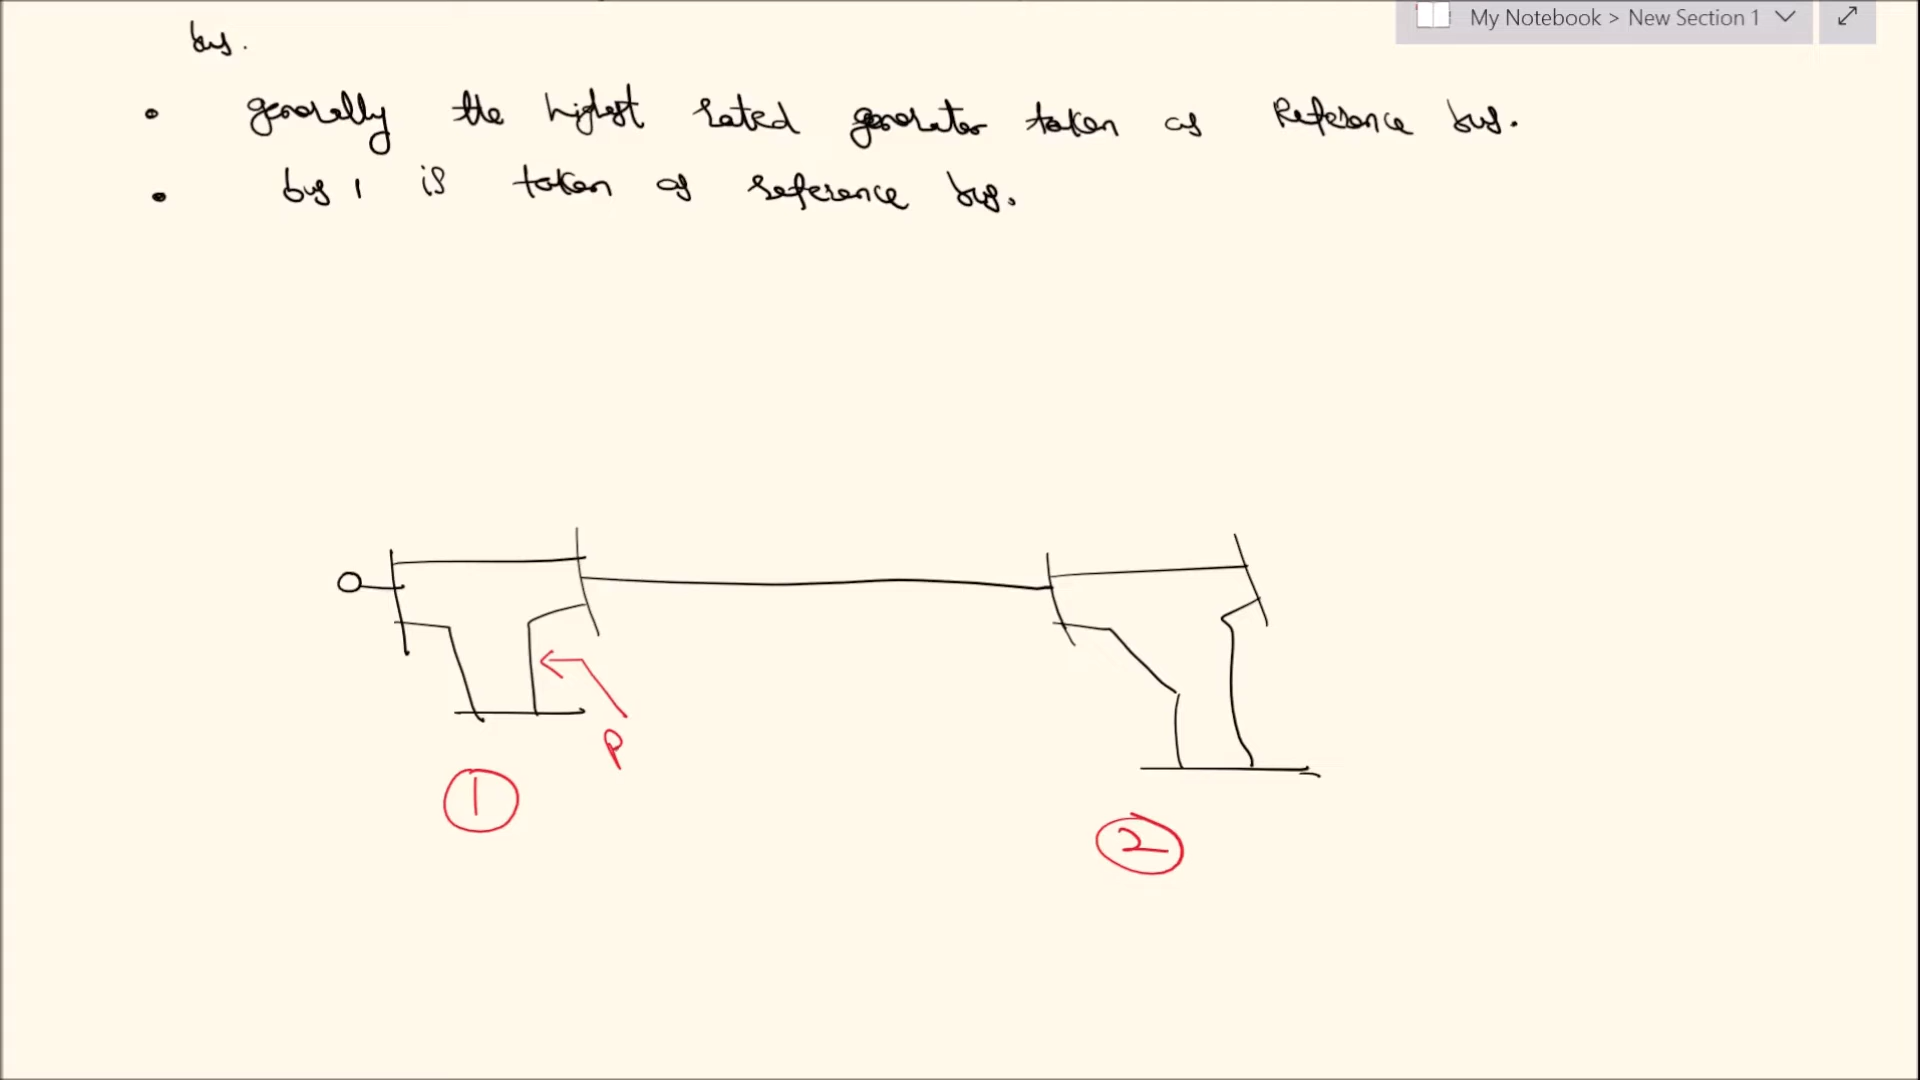 My Notebook > New Section 1
bus.
• generally the highest rated generator taken as Reference bus.
• bus 1 is taken as reference bus.
P
1
2